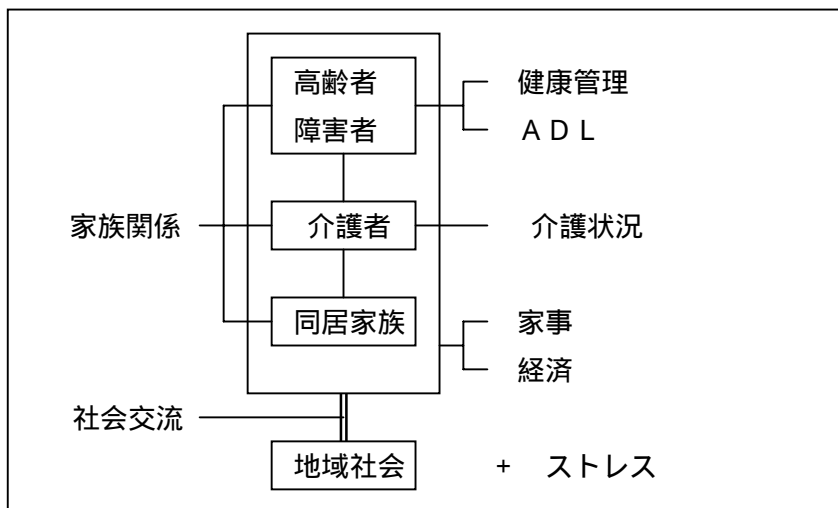 高齢者
障害者
健康管理
ＡＤＬ
家族関係
介護者
介護状況
同居家族
家事
経済
社会交流
地域社会
+ ストレス